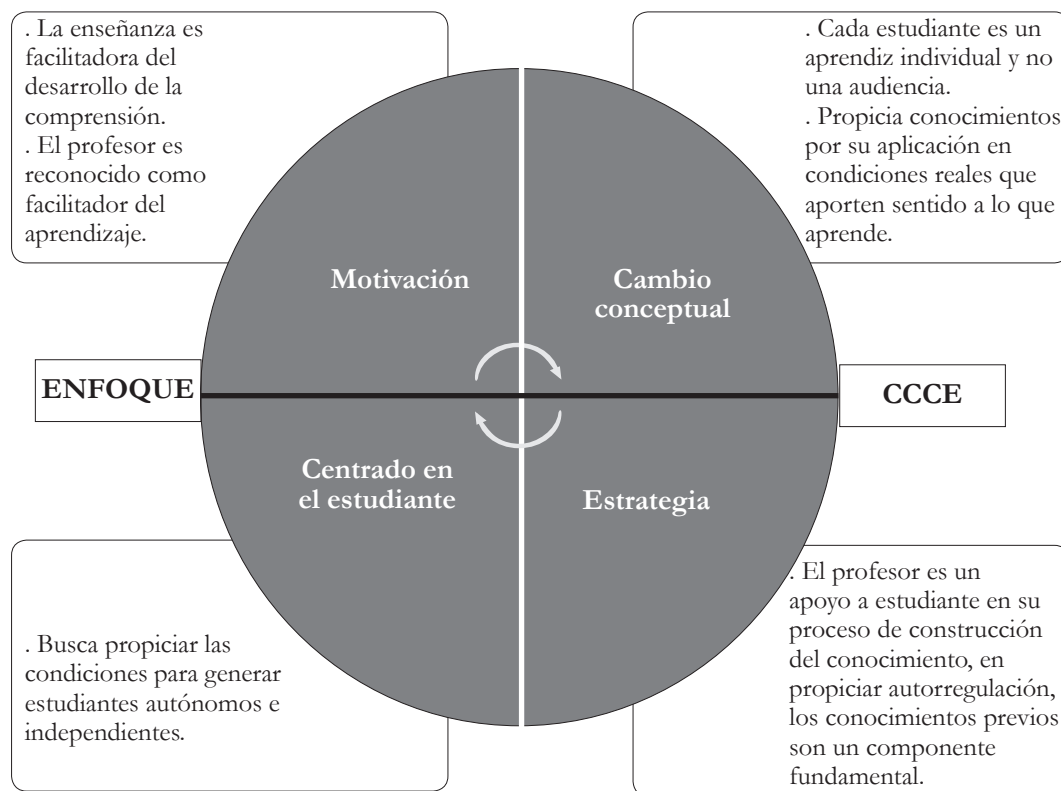 . La enseñanza es
facilitadora del
desarrollo de la
comprensión.
. El profesor es
reconocido como
facilitador del
aprendizaje.
. Cada estudiante es un
aprendiz individual y no
una audiencia.
. Propicia conocimientos
por su aplicación en
condiciones reales que
aporten sentido a lo que
aprende.
Motivación
Cambio
conceptual
ENFOQUE
CCCE
Centrado en
el estudiante
Estrategia
. Busca propiciar las
condiciones para generar
estudiantes autónomos e
independientes.
. El profesor es un
apoyo a estudiante en su
proceso de construcción
del conocimiento, en
propiciar autorregulación,
los conocimientos previos
son un componente
fundamental.